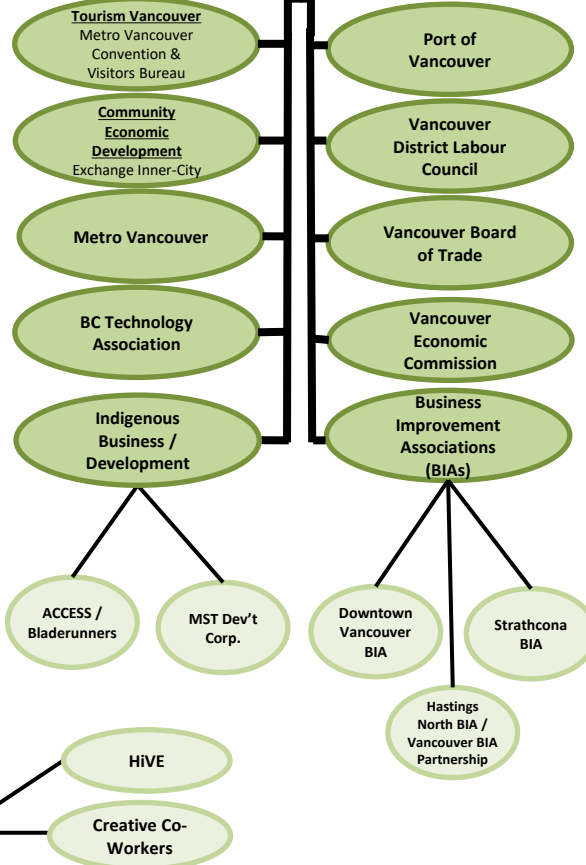 Tourism Vancouver
Metro Vancouver
Convention &
Visitors Bureau
Port of
Vancouver
Community
Economic
Development
Exchange Inner-City
Vancouver
District Labour
Council
Metro Vancouver
Vancouver Board
of Trade
BC Technology
Association
Vancouver
Economic
Commission
Indigenous
Business /
Development
Business
Improvement
Associations
(BIAs)
ACCESS /
Bladerunners
MST Dev’t
Corp.
Downtown
Vancouver
BIA
Strathcona
BIA
Hastings
North BIA /
Vancouver BIA
Partnership
HiVE
Creative Co-
Workers